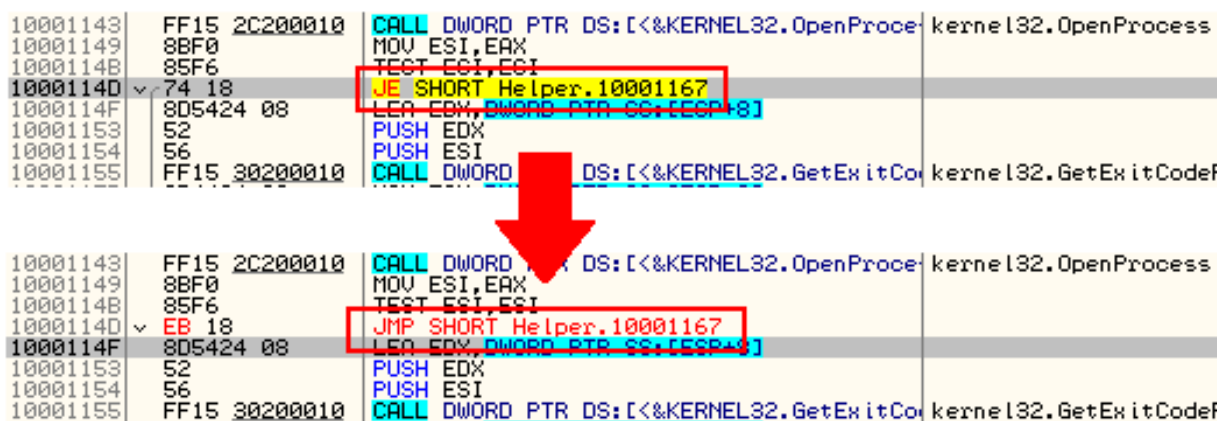 10001143 FF15 2C200010 CALL DWORD PTR DS:[<&KERNEL32.OpenProce kernel32.OpenProcess
10001149 8BF0 MOV ESI,EAX
1000114B 85F6 TEST ESI,ESI
1000114D 74 18 JE SHORT Helper.10001167
1000114F 8D5424 08 LEA EDX,DWORD PTR SS:[ESP+8]
10001153 52 PUSH EDX
10001154 56 PUSH ESI
10001155 FF15 30200010 CALL DWORD DS:[<&KERNEL32.GetExitCo kernel32.GetExitCodeP
10001143 FF15 2C200010 CALL DWORD DS:[<&KERNEL32.OpenProce kernel32.OpenProcess
10001149 8BF0 MOV ESI,EAX
1000114B 85F6 TEST ESI,ESI
1000114D EB 18 JMP SHORT Helper.10001167
1000114F 8D5424 08 LEA EDX,DWORD PTR SS:[ESP+8]
10001153 52 PUSH EDX
10001154 56 PUSH ESI
10001155 FF15 30200010 CALL DWORD PTR DS:[<&KERNEL32.GetExitCo kernel32.GetExitCodeP